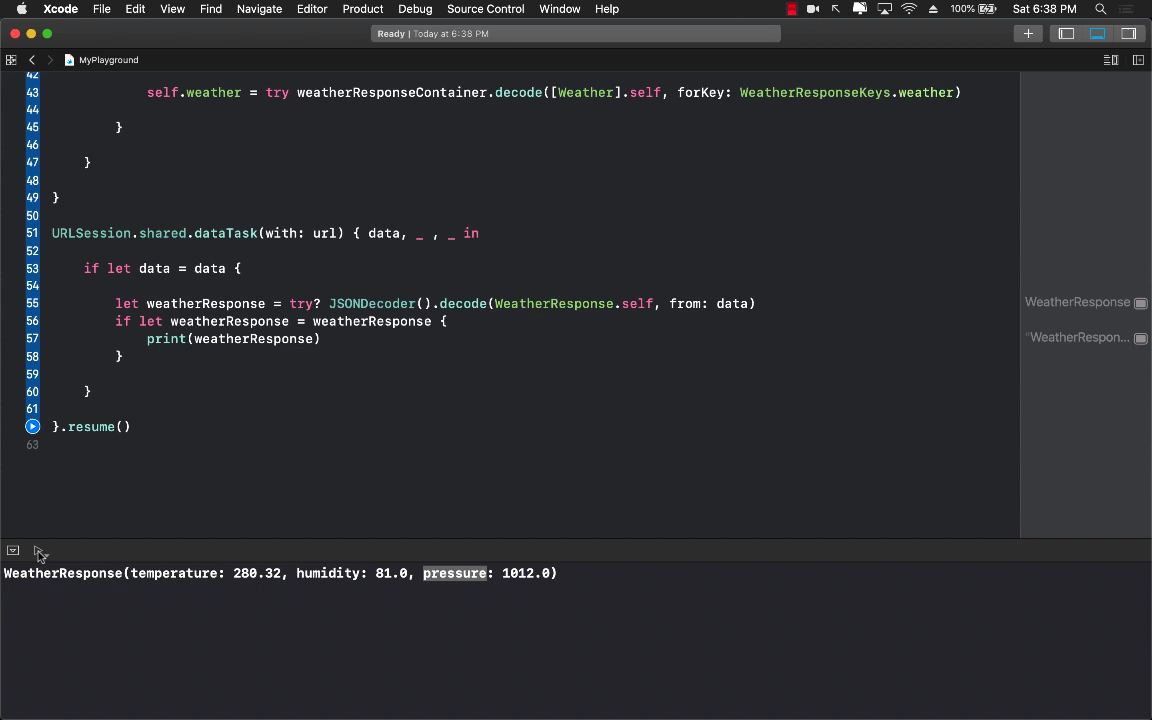 Xcode File Edit View Find Navigate Editor Product Debug Source Control Window Help 100% Sat 6:38 PM
Ready | Today at 6:38 PM
MyPlayground
42
43 self.weather = try weatherResponseContainer.decode([Weather].self, forKey: WeatherResponseKeys.weather)
44
45 }
46
47 }
48
49 }
50
51 URLSession.shared.dataTask(with: url) { data, _ , _ in
52
53 if let data = data {
54
55 let weatherResponse = try? JSONDecoder().decode(WeatherResponse.self, from: data) WeatherResponse
56 if let weatherResponse = weatherResponse {
57 print(weatherResponse) "WeatherRespon...
58 }
59
60 }
61
}.resume()
63
WeatherResponse(temperature: 280.32, humidity: 81.0, pressure: 1012.0)